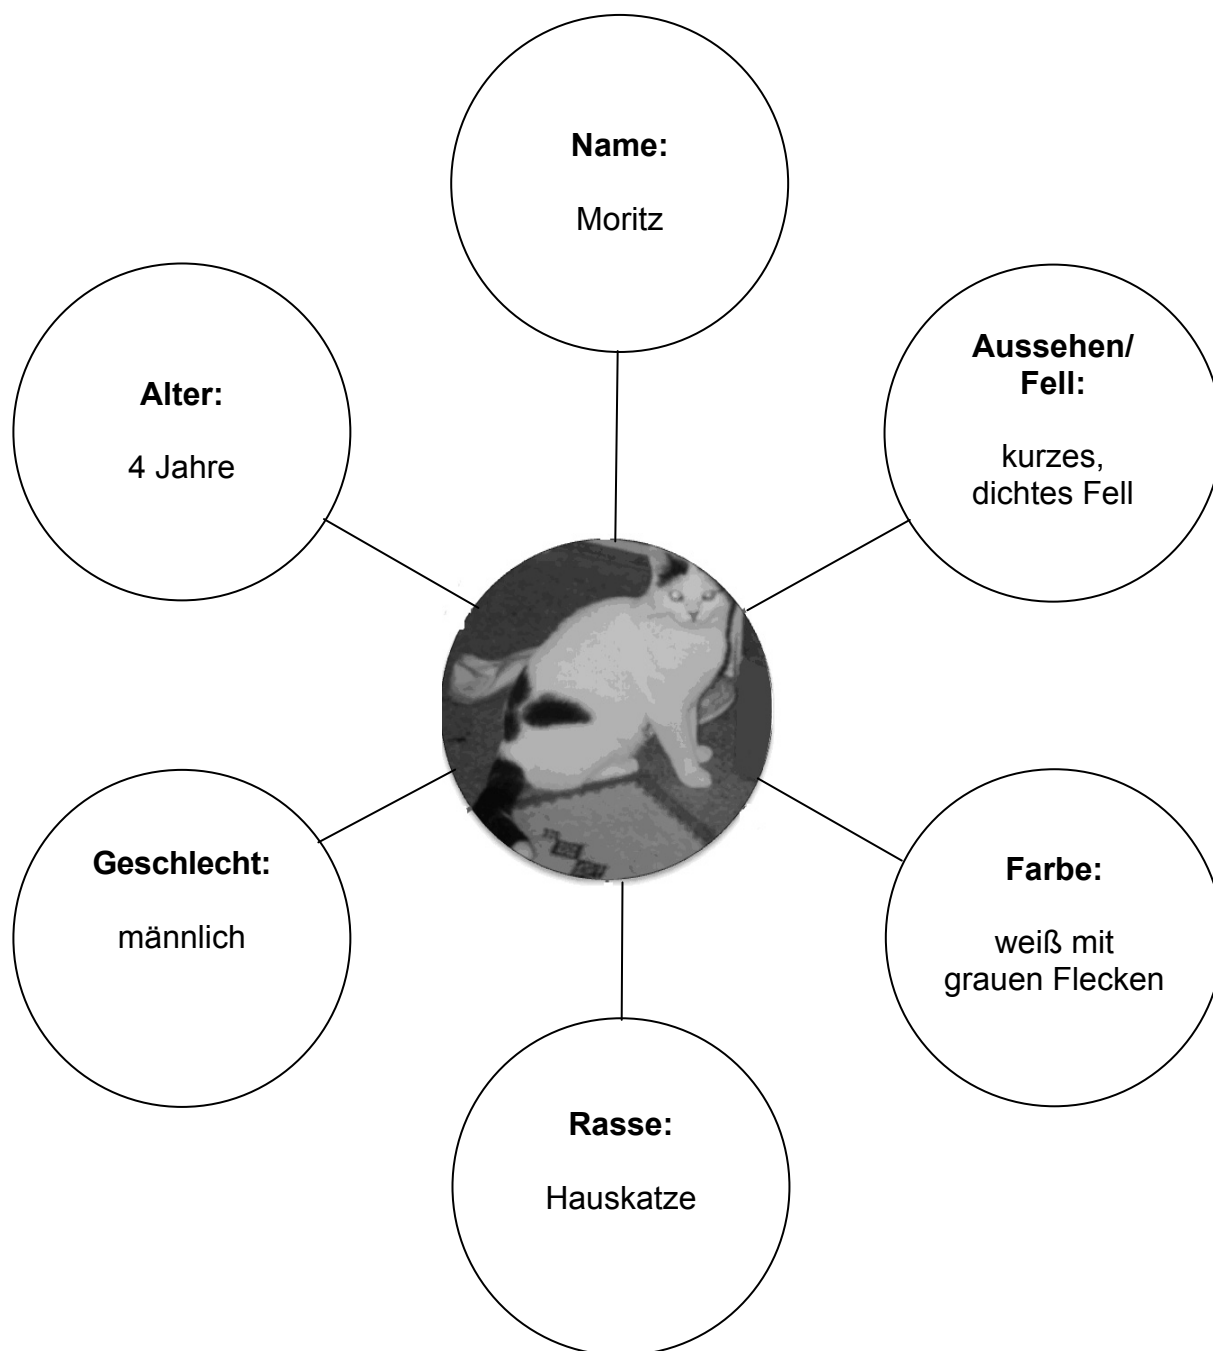 Name:
Moritz
Alter:
4 Jahre
Aussehen/
Fell:
kurzes,
dichtes Fell
Geschlecht:
männlich
Farbe:
weiß mit
grauen Flecken
Rasse:
Hauskatze